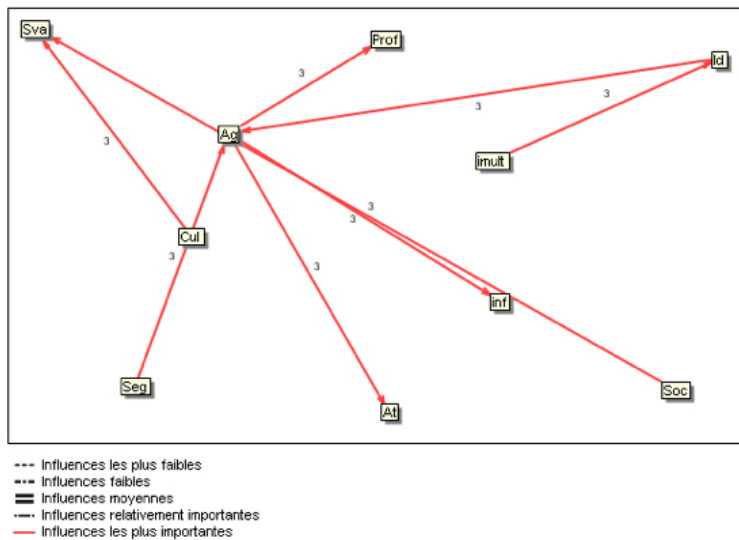 Sva
Prof
Id
3
3
3
Ag
3
imult
3
3
Cul
3
3
inf
Seg
Soc
At
Influences les plus faibles
Influences faibles
Influences moyennes
Influences relativement importantes
Influences les plus importantes